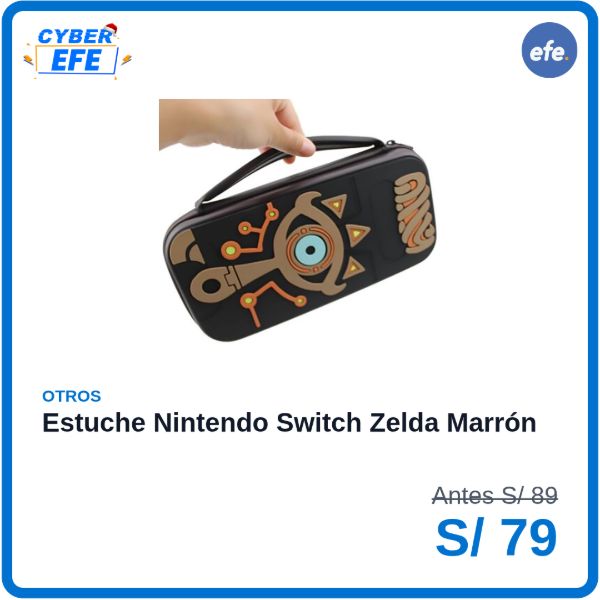 CYBER
EFE
efe.
OTROS
Estuche Nintendo Switch Zelda Marrón
Antes S/ 89
S/ 79